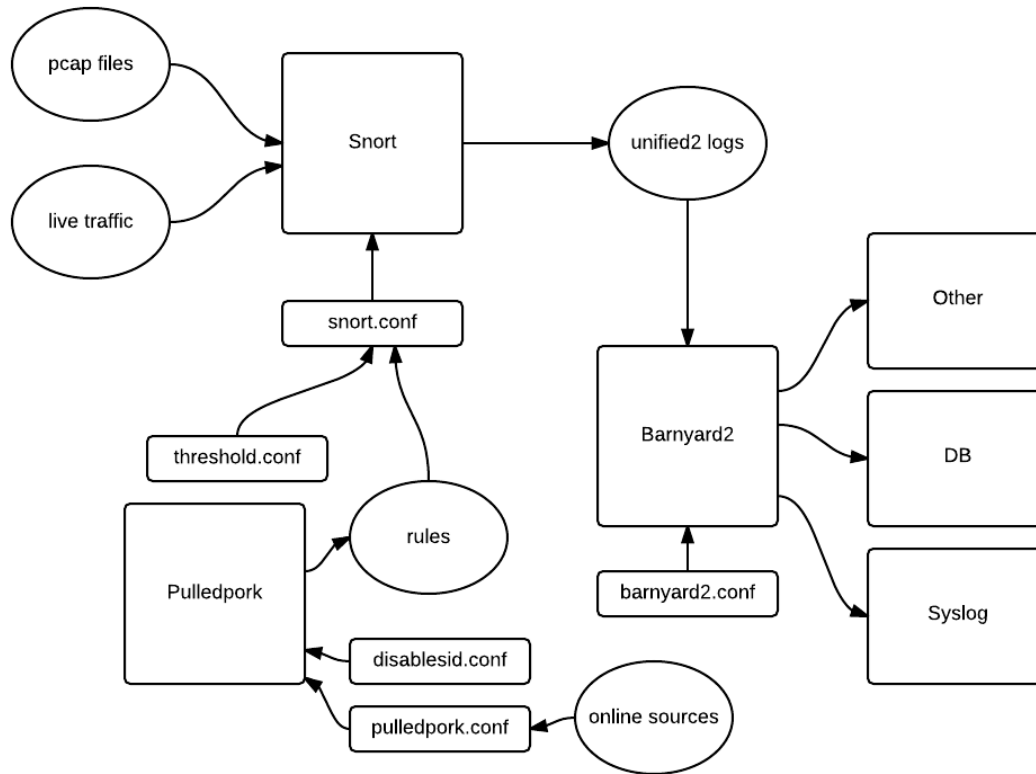 pcap files
Snort
unified2 logs
live traffic
Other
snort.conf
Barnyard2
threshold.conf
DB
rules
Pulledpork
barnyard2.conf
Syslog
disablesid.conf
online sources
pulledpork.conf